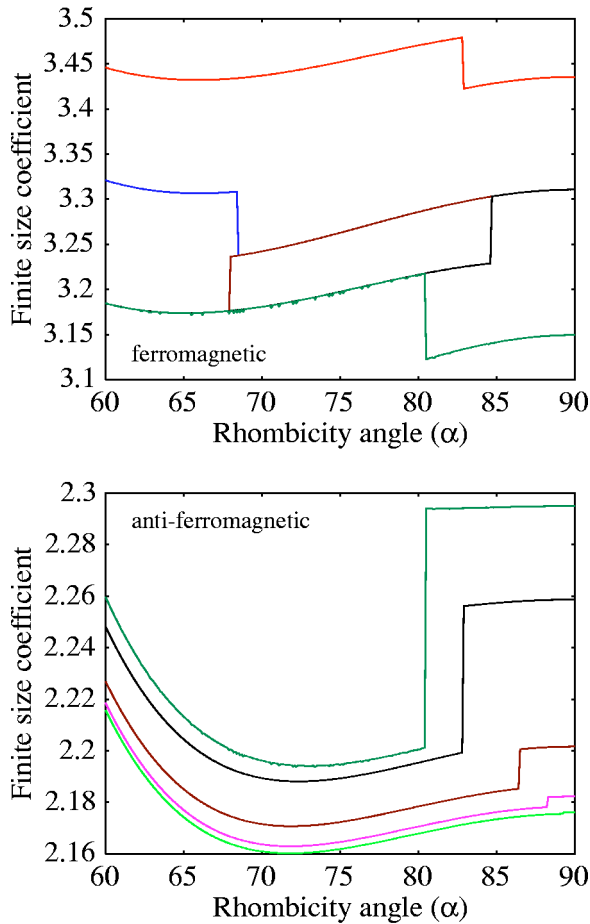 3.5
3.45
3.4
3.35
3.3
3.25
3.2
3.15
3.1
Finite size coefficient
ferromagnetic
60 65 70 75 80 85 90
Rhombicity angle (α)
2.3
2.28
2.26
2.24
2.22
2.2
2.18
2.16
Finite size coefficient
anti-ferromagnetic
60 65 70 75 80 85 90
Rhombicity angle (α)